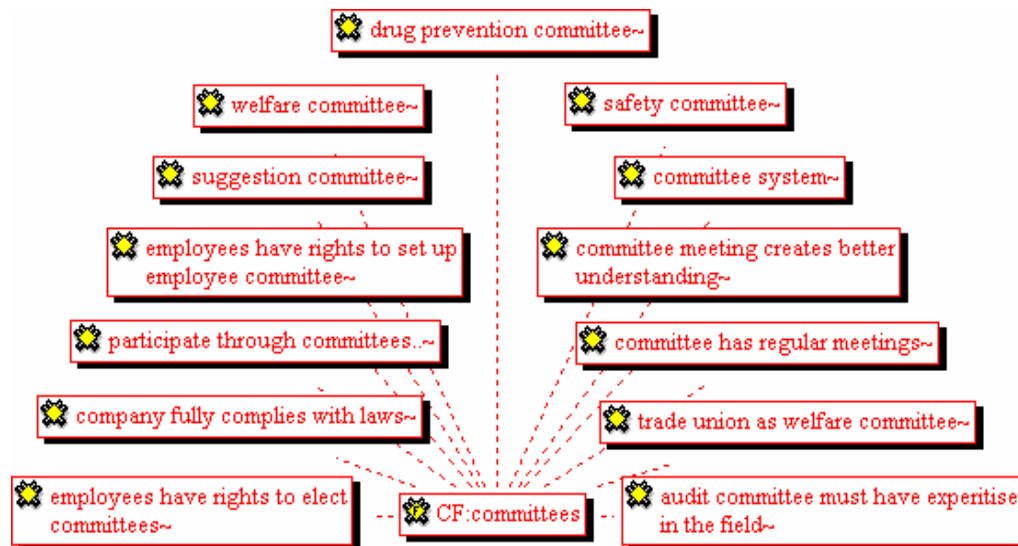 drug prevention committee~
welfare committee~
safety committee~
suggestion committee~
committee system~
employees have rights to set up
employee committee~
committee meeting creates better
understanding~
participate through committees..~
committee has regular meetings~
company fully complies with laws~
trade union as welfare committee~
employees have rights to elect
committees~
F CF:committees
audit committee must have experitise
in the field~